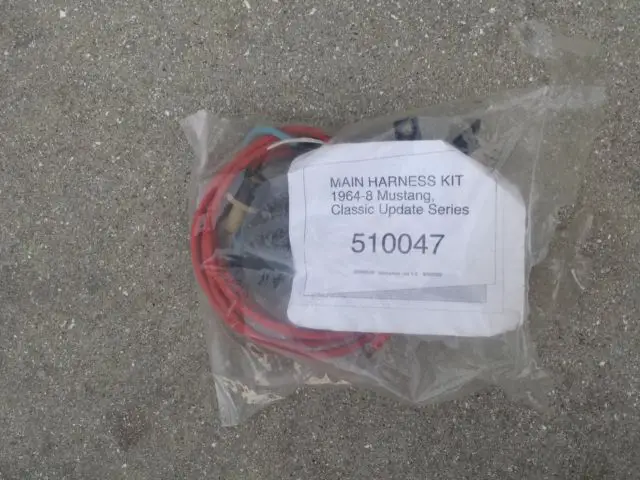 MAIN HARNESS KIT
1964-8 Mustang,
Classic Update Series
510047